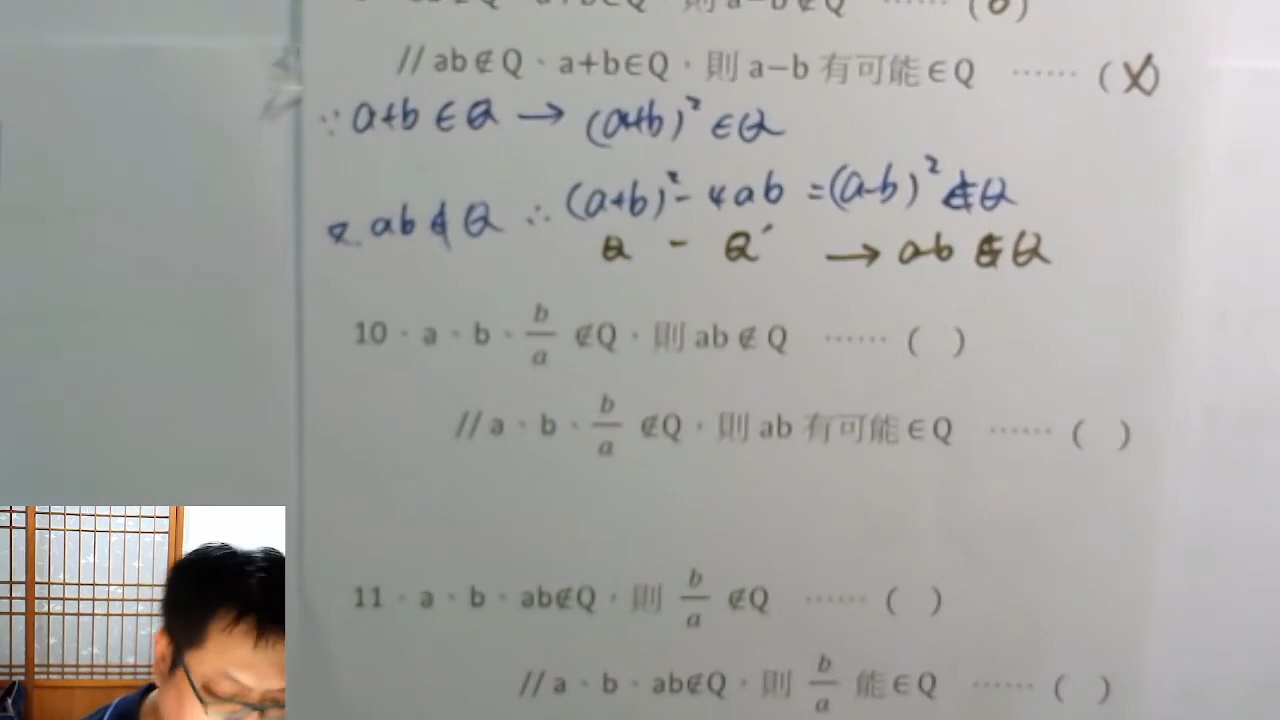 a+b∈Q，則 a−b∉Q …… (O)
// ab∉Q、a+b∈Q，則 a−b 有可能∈Q …… (X)
∵ a+b ∈ Q → (a+b)² ∈ Q
又 ab ∉ Q ∴ (a+b)² - 4ab = (a-b)² ∉ Q
Q - Q' → ab ∉ Q
10、a、b、b/a ∉Q，則 ab∉Q …… ( )
// a、b、b/a ∉Q，則 ab 有可能∈Q …… ( )
11、a、b、ab∉Q，則 b/a ∉Q …… ( )
// a、b、ab∉Q，則 b/a 能∈Q …… ( )